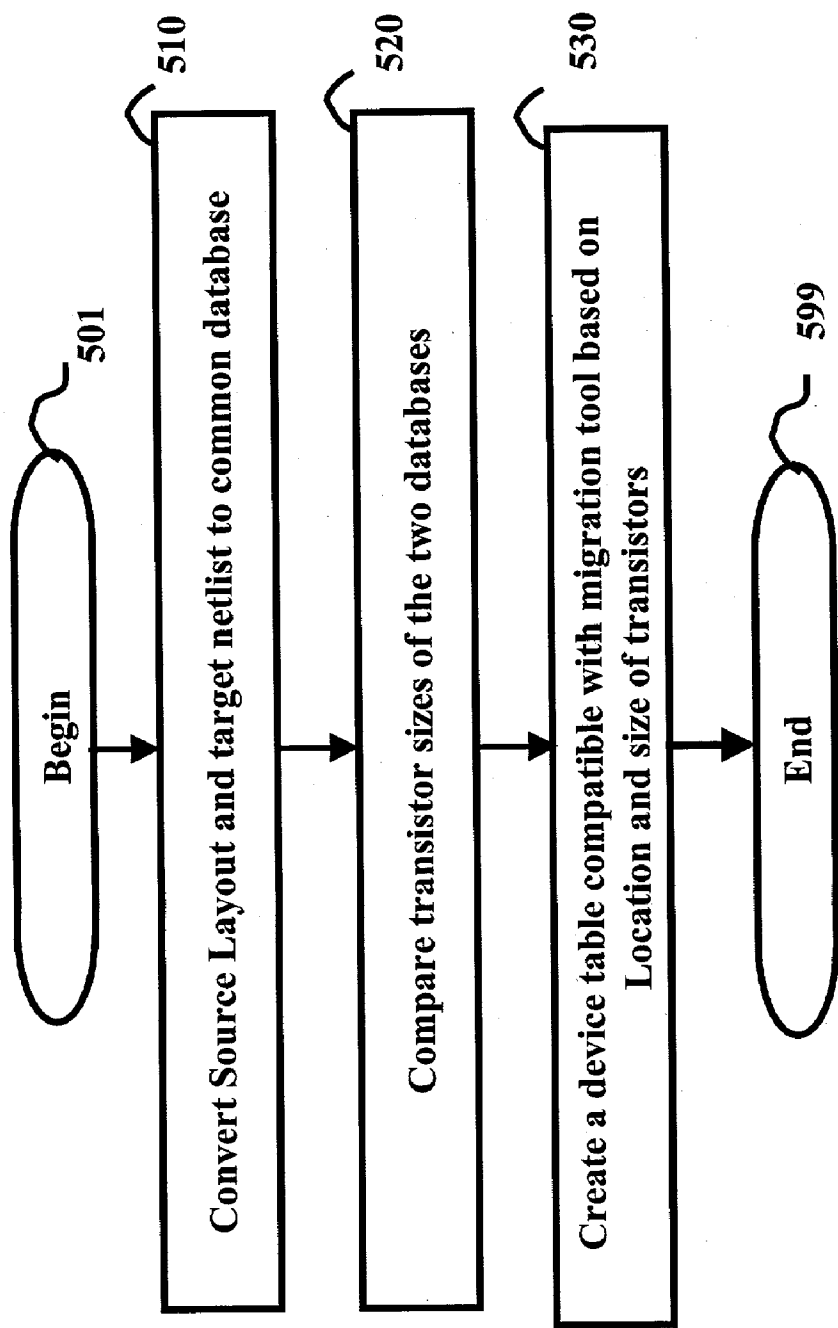 Begin
501
Convert Source Layout and target netlist to common database
510
Compare transistor sizes of the two databases
520
Create a device table compatible with migration tool based on
Location and size of transistors
530
End
599